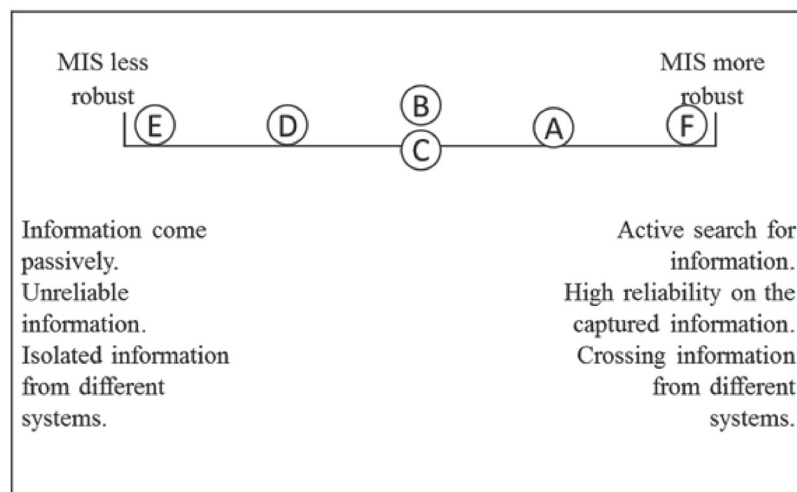 MIS less
robust
MIS more
robust
B
E D A F
C
Information come
passively.
Unreliable
information.
Isolated information
from different
systems.
Active search for
information.
High reliability on the
captured information.
Crossing information
from different
systems.